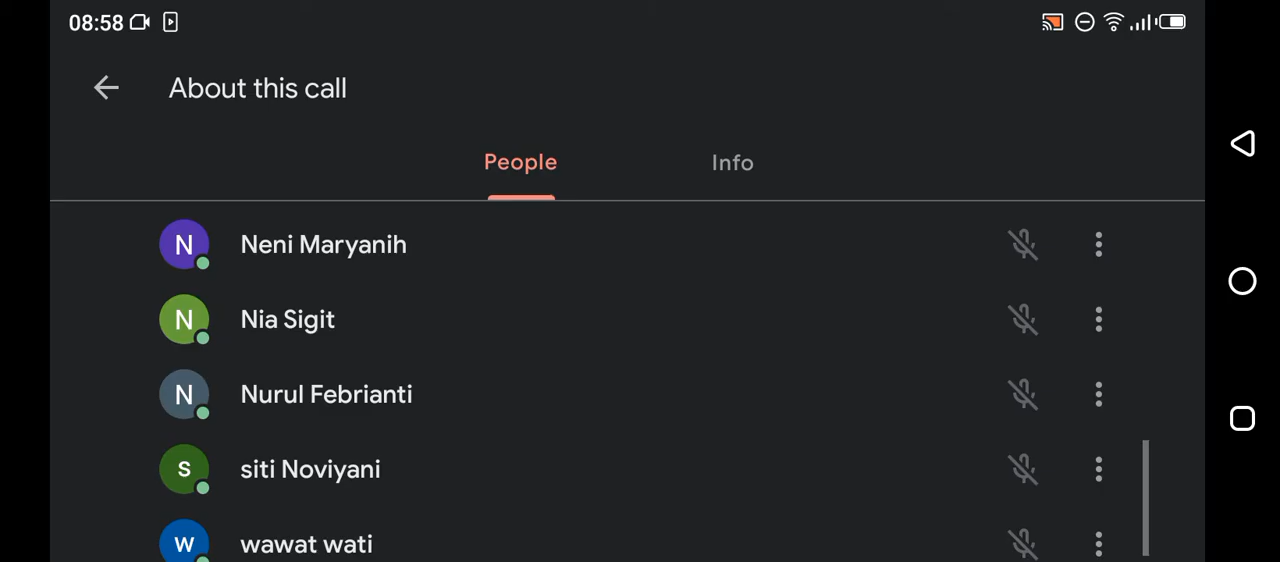 08:58
About this call
People
Info
N Neni Maryanih
N Nia Sigit
N Nurul Febrianti
S siti Noviyani
W wawat wati